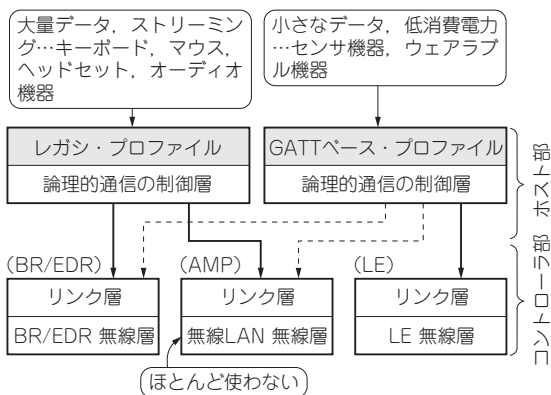 大量データ，ストリーミン
グ…キーボード，マウス，
ヘッドセット，オーディオ
機器
小さなデータ，低消費電力
…センサ機器，ウェアラブ
ル機器
レガシ・プロファイル
論理的通信の制御層
GATTベース・プロファイル
論理的通信の制御層
ホスト部
(BR/EDR)
(AMP)
(LE)
リンク層
BR/EDR 無線層
リンク層
無線LAN 無線層
リンク層
LE 無線層
コントローラ部
ほとんど使わない